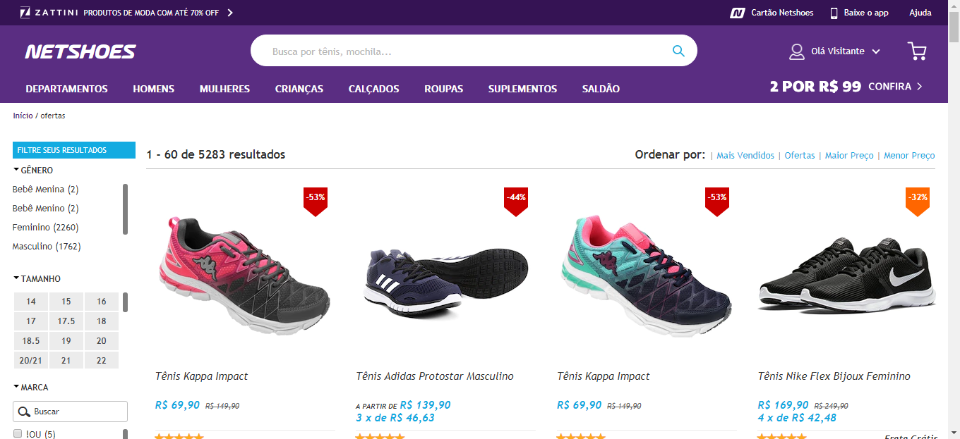 ZATTINI PRODUTOS DE MODA COM ATÉ 70% OFF
Cartão Netshoes Baixe o app Ajuda
NETSHOES
Busca por tênis, mochila...
Olá Visitante
DEPARTAMENTOS HOMENS MULHERES CRIANÇAS CALÇADOS ROUPAS SUPLEMENTOS SALDÃO
2 POR R$ 99 CONFIRA
Início / ofertas
FILTRE SEUS RESULTADOS
1 - 60 de 5283 resultados
Ordenar por: | Mais Vendidos | Ofertas | Maior Preço | Menor Preço
GÊNERO
Bebê Menina (2)
Bebê Menino (2)
Feminino (2260)
Masculino (1762)
TAMANHO
14 15 16
17 17.5 18
18.5 19 20
20/21 21 22
MARCA
Buscar
!OU (5)
-53%
-44%
-53%
-32%
Tênis Kappa Impact
R$ 69,90 R$ 149,90
Tênis Adidas Protostar Masculino
A PARTIR DE R$ 139,90
3 x de R$ 46,63
Tênis Kappa Impact
R$ 69,90 R$ 149,90
Tênis Nike Flex Bijoux Feminino
R$ 169,90 R$ 249,90
4 x de R$ 42,48
Frete Grátis